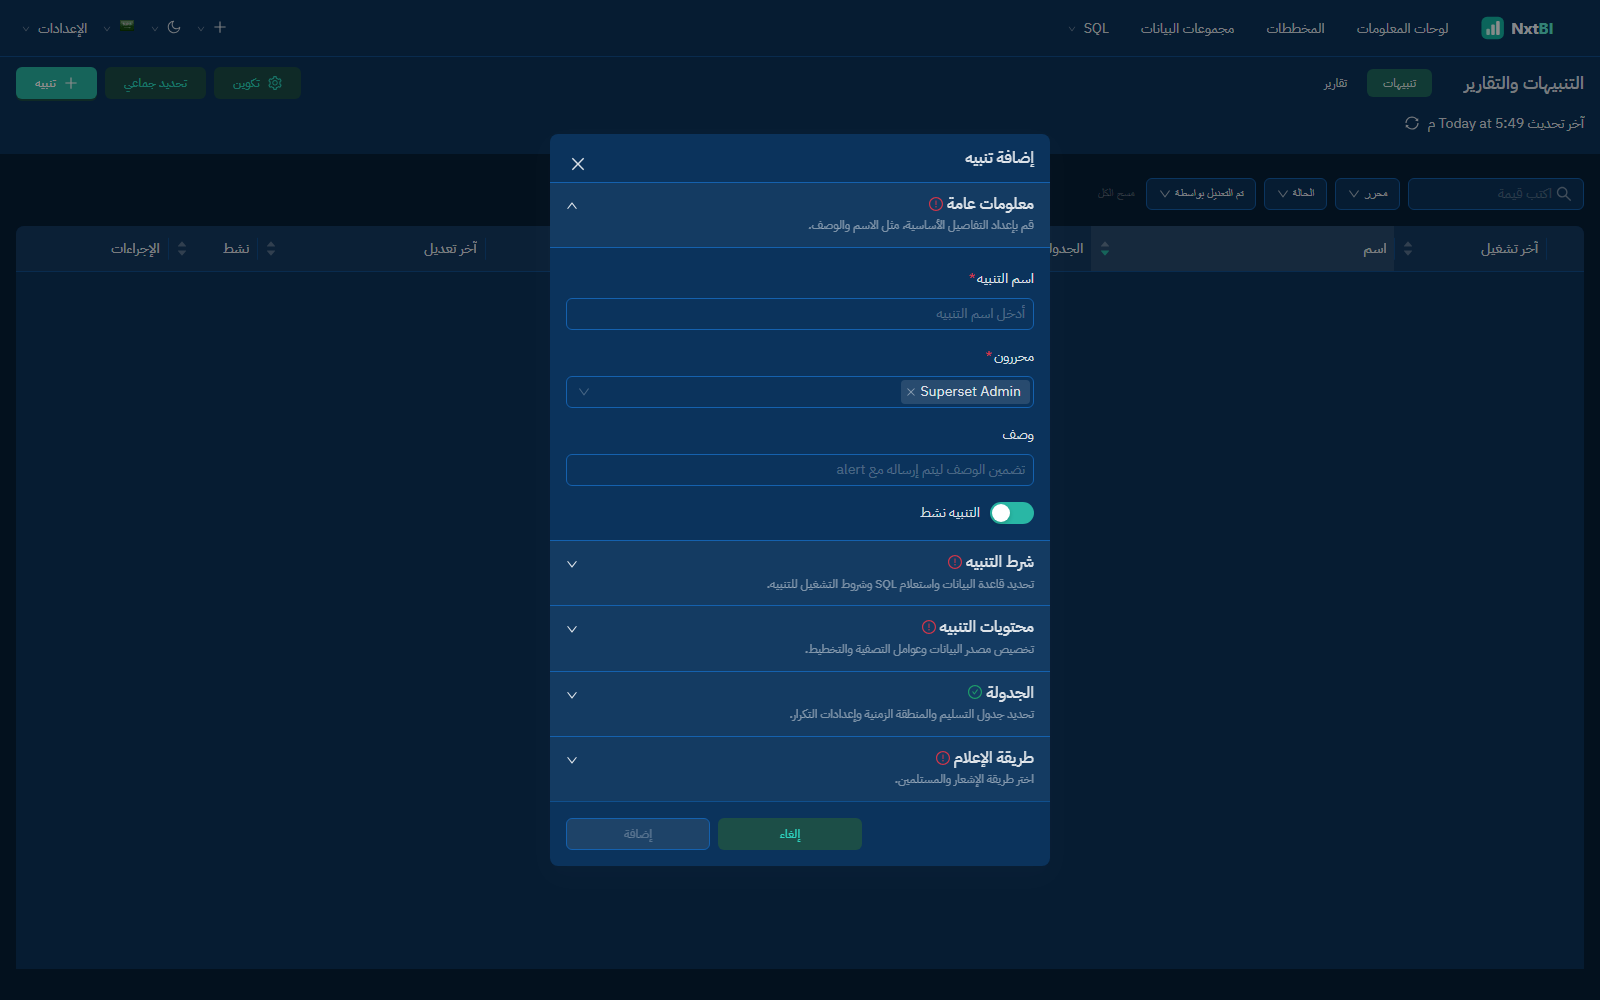 NxtBI
لوحات المعلومات
المخططات
مجموعات البيانات
SQL
الإعدادات
التنبيهات والتقارير
تنبيهات
تقارير
تكوين
تحديد جماعي
تنبيه
آخر تحديث Today at 5:49 م
اكتب قيمة
محرر
الحالة
تم التعديل بواسطة
مسح الكل
آخر تشغيل
اسم
الجدول
آخر تعديل
نشط
الإجراءات
إضافة تنبيه
معلومات عامة
قم بإعداد التفاصيل الأساسية، مثل الاسم والوصف.
اسم التنبيه *
أدخل اسم التنبيه
محررون *
Superset Admin
وصف
تضمين الوصف ليتم إرساله مع alert
التنبيه نشط
شرط التنبيه
تحديد قاعدة البيانات واستعلام SQL وشروط التشغيل للتنبيه.
محتويات التنبيه
تخصيص مصدر البيانات وعوامل التصفية والتخطيط.
الجدولة
تحديد جدول التسليم والمنطقة الزمنية وإعدادات التكرار.
طريقة الإعلام
اختر طريقة الإشعار والمستلمين.
إلغاء
إضافة